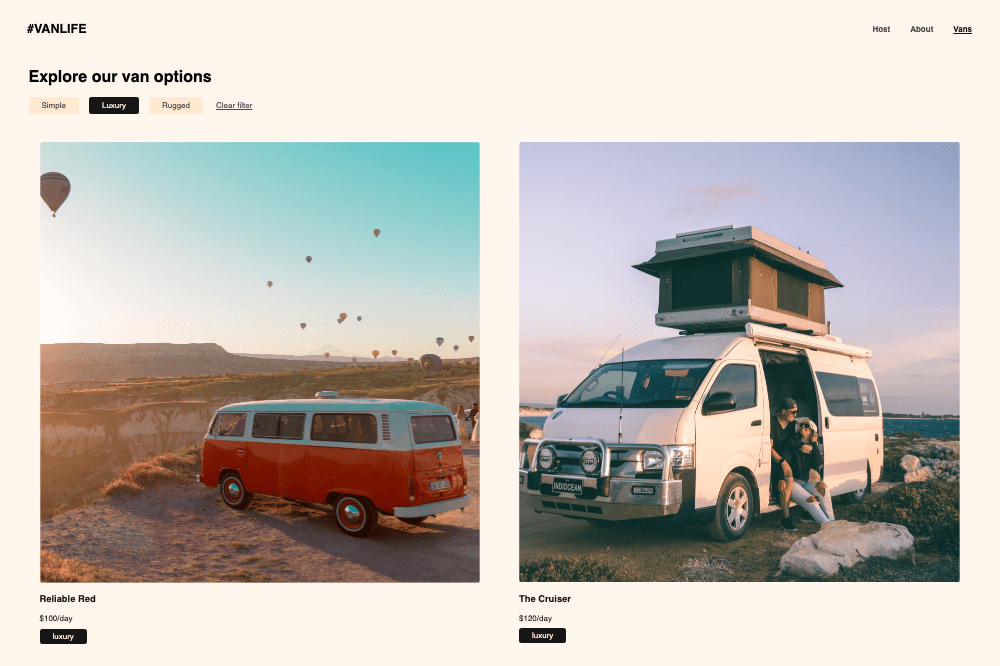 #VANLIFE
Host About Vans
Explore our van options
Simple Luxury Rugged Clear filter
INDIOCEAN
Reliable Red
The Cruiser
$100/day
$120/day
luxury
luxury